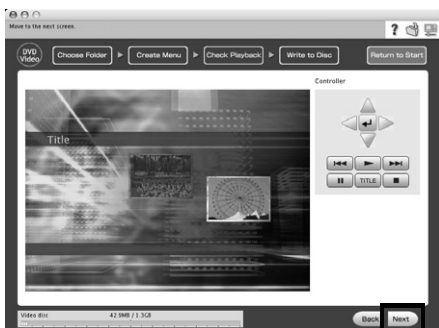 Move to the next screen.
?
DVD Video
Choose Folder
Create Menu
Check Playback
Write to Disc
Return to Start
Controller
Title
TITLE
Video disc 42.9MB / 1.3GB
Back
Next